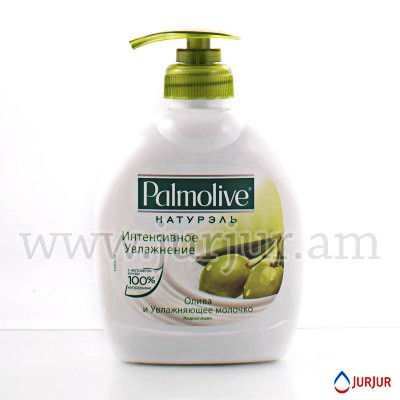 Palmolive
НАТУРЭЛЬ
Интенсивное
Увлажнение
100%
Олива
и Увлажняющее молочко
www.jurjur.am
JURJUR